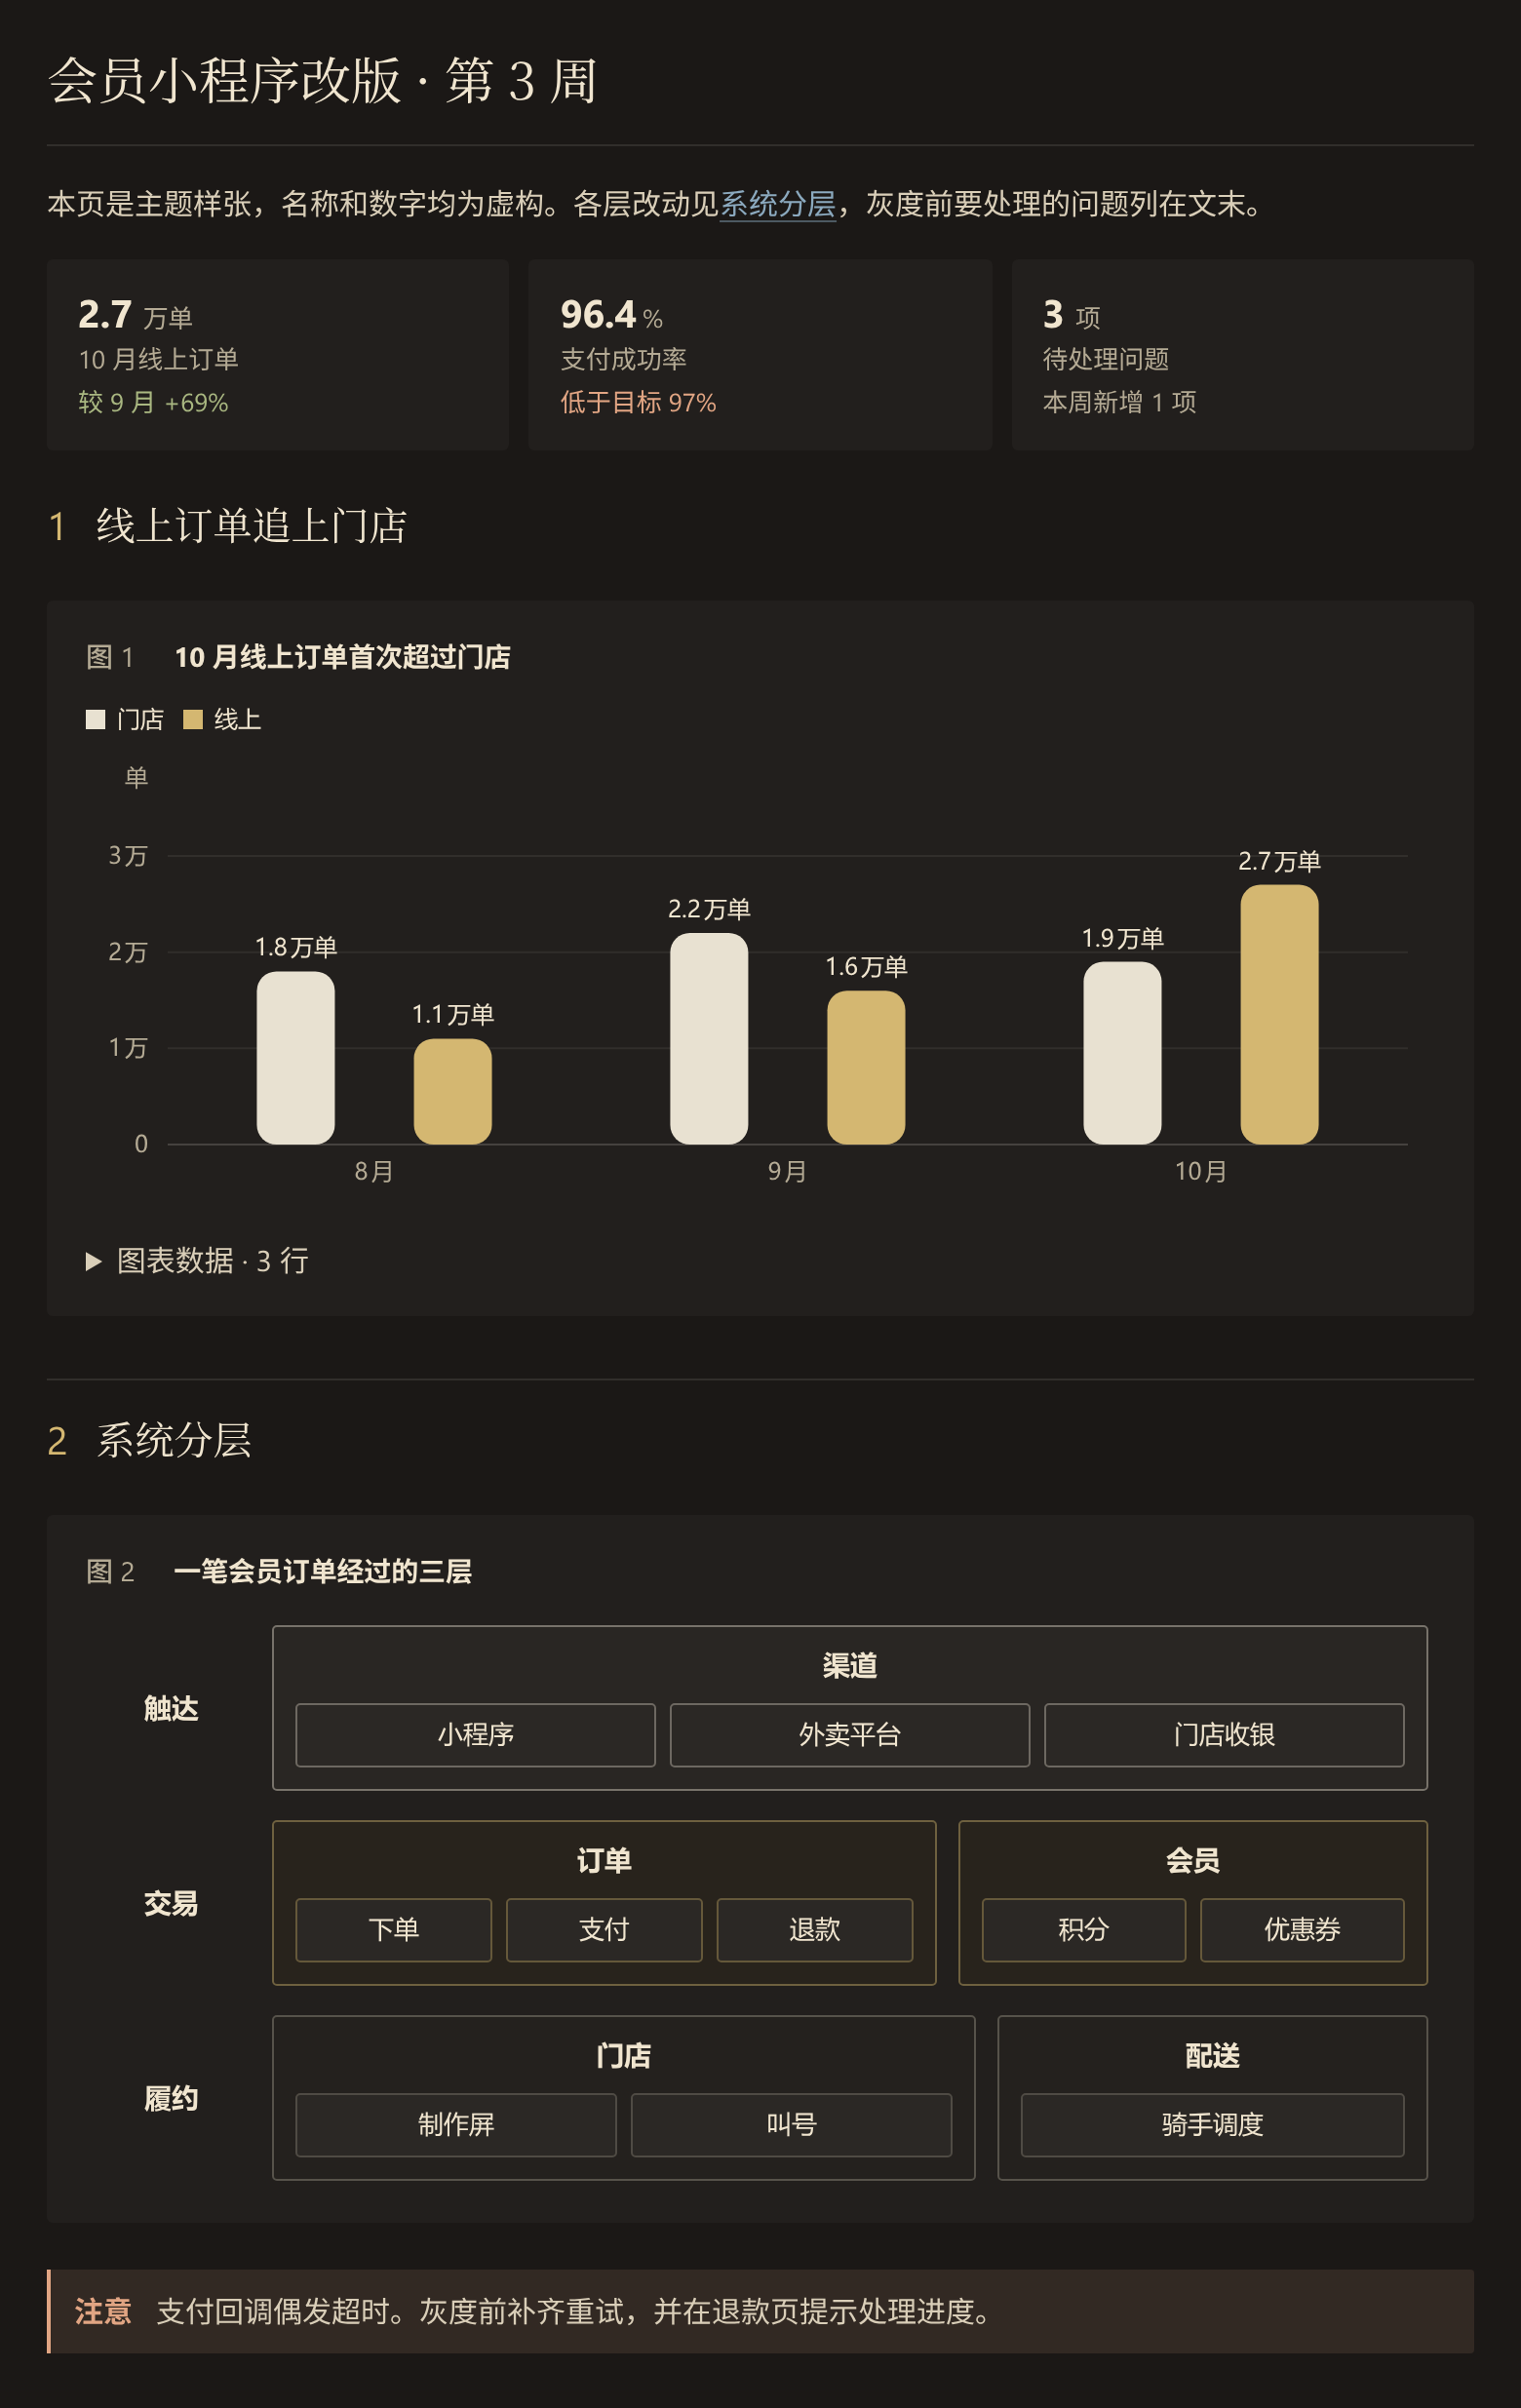 会员小程序改版 · 第 3 周
本页是主题样张，名称和数字均为虚构。各层改动见系统分层，灰度前要处理的问题列在文末。
2.7 万单
10 月线上订单
较 9 月 +69%
96.4 %
支付成功率
低于目标 97%
3 项
待处理问题
本周新增 1 项
1 线上订单追上门店
图 1 10 月线上订单首次超过门店
门店 线上
单
3万
2万
1万
0
1.8万单
1.1万单
2.2万单
1.6万单
1.9万单
2.7万单
8月 9月 10月
▶ 图表数据 · 3 行
2 系统分层
图 2 一笔会员订单经过的三层
触达
渠道
小程序 外卖平台 门店收银
交易
订单
下单 支付 退款
会员
积分 优惠券
履约
门店
制作屏 叫号
配送
骑手调度
注意 支付回调偶发超时。灰度前补齐重试，并在退款页提示处理进度。